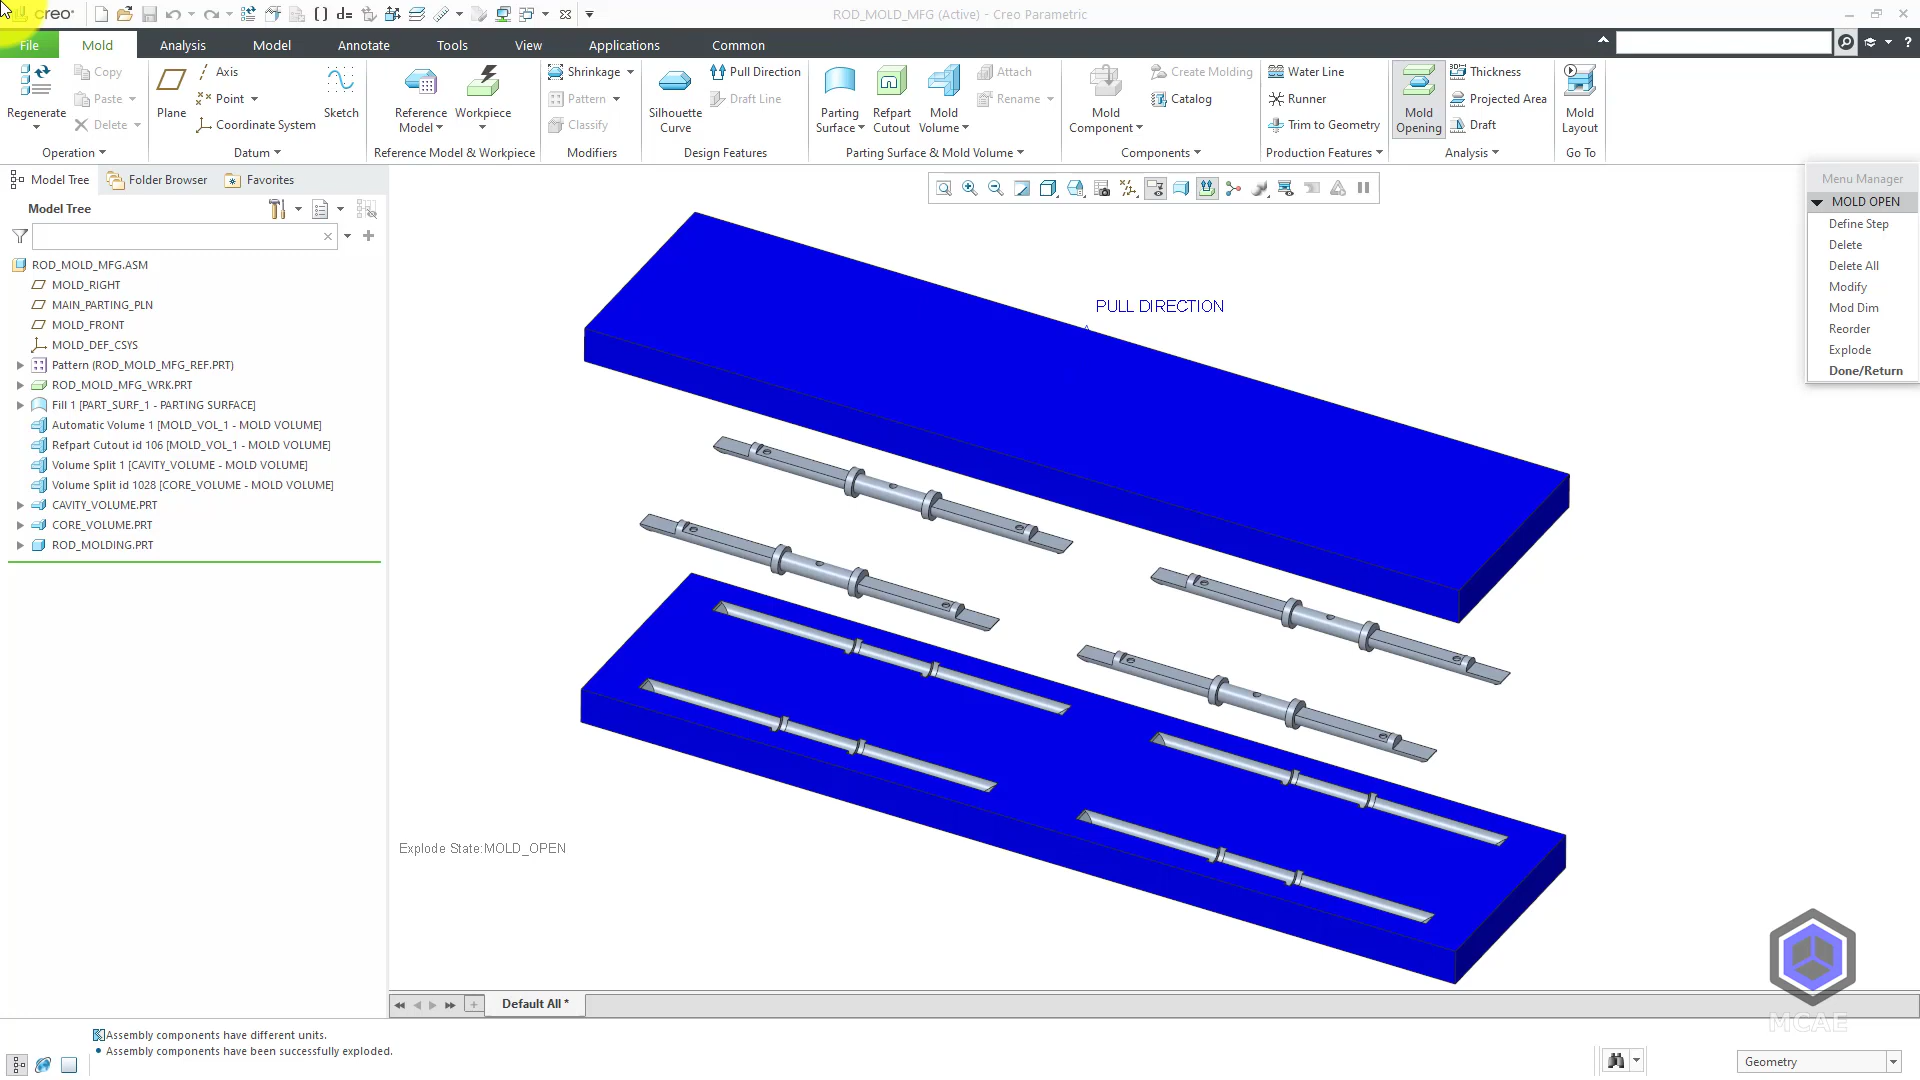 creo
ROD_MOLD_MFG (Active) - Creo Parametric
File Mold Analysis Model Annotate Tools View Applications Common
Regenerate
Copy
Paste
Delete
Operation
Plane
Axis
Point
Coordinate System
Sketch
Datum
Reference Model
Workpiece
Reference Model & Workpiece
Shrinkage
Pattern
Classify
Modifiers
Silhouette Curve
Pull Direction
Draft Line
Design Features
Parting Surface
Refpart Cutout
Mold Volume
Attach
Rename
Parting Surface & Mold Volume
Mold Component
Create Molding
Catalog
Components
Water Line
Runner
Trim to Geometry
Production Features
Mold Opening
Thickness
Projected Area
Draft
Analysis
Mold Layout
Go To
Model Tree Folder Browser Favorites
Model Tree
ROD_MOLD_MFG.ASM
MOLD_RIGHT
MAIN_PARTING_PLN
MOLD_FRONT
MOLD_DEF_CSYS
Pattern (ROD_MOLD_MFG_REF.PRT)
ROD_MOLD_MFG_WRK.PRT
Fill 1 [PART_SURF_1 - PARTING SURFACE]
Automatic Volume 1 [MOLD_VOL_1 - MOLD VOLUME]
Refpart Cutout id 106 [MOLD_VOL_1 - MOLD VOLUME]
Volume Split 1 [CAVITY_VOLUME - MOLD VOLUME]
Volume Split id 1028 [CORE_VOLUME - MOLD VOLUME]
CAVITY_VOLUME.PRT
CORE_VOLUME.PRT
ROD_MOLDING.PRT
PULL DIRECTION
Explode State:MOLD_OPEN
Menu Manager
MOLD OPEN
Define Step
Delete
Delete All
Modify
Mod Dim
Reorder
Explode
Done/Return
MCAE
Default All *
Assembly components have different units.
• Assembly components have been successfully exploded.
Geometry